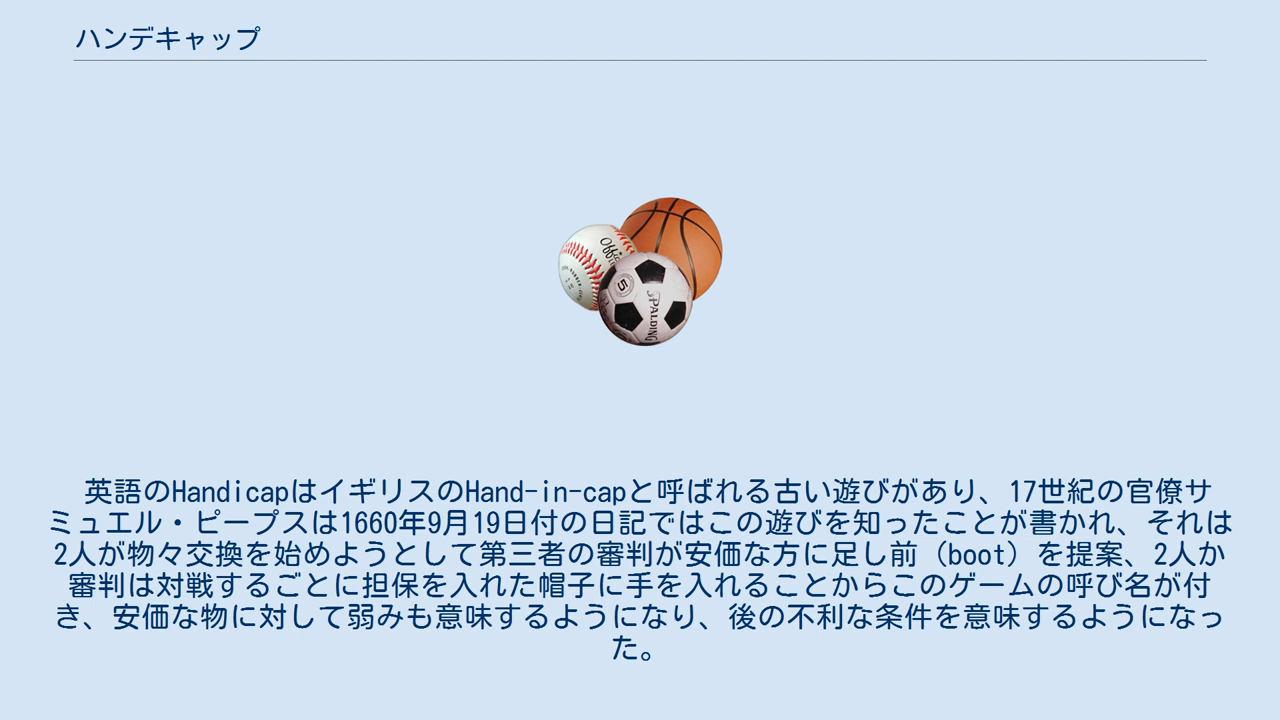 ハンデキャップ
Offici
5
SPALDING
英語のHandicapはイギリスのHand-in-capと呼ばれる古い遊びがあり、17世紀の官僚サ
ミュエル・ピープスは1660年9月19日付の日記ではこの遊びを知ったことが書かれ、それは
2人が物々交換を始めようとして第三者の審判が安価な方に足し前（boot）を提案、2人か
審判は対戦するごとに担保を入れた帽子に手を入れることからこのゲームの呼び名が付
き、安価な物に対して弱みも意味するようになり、後の不利な条件を意味するようになっ
た。